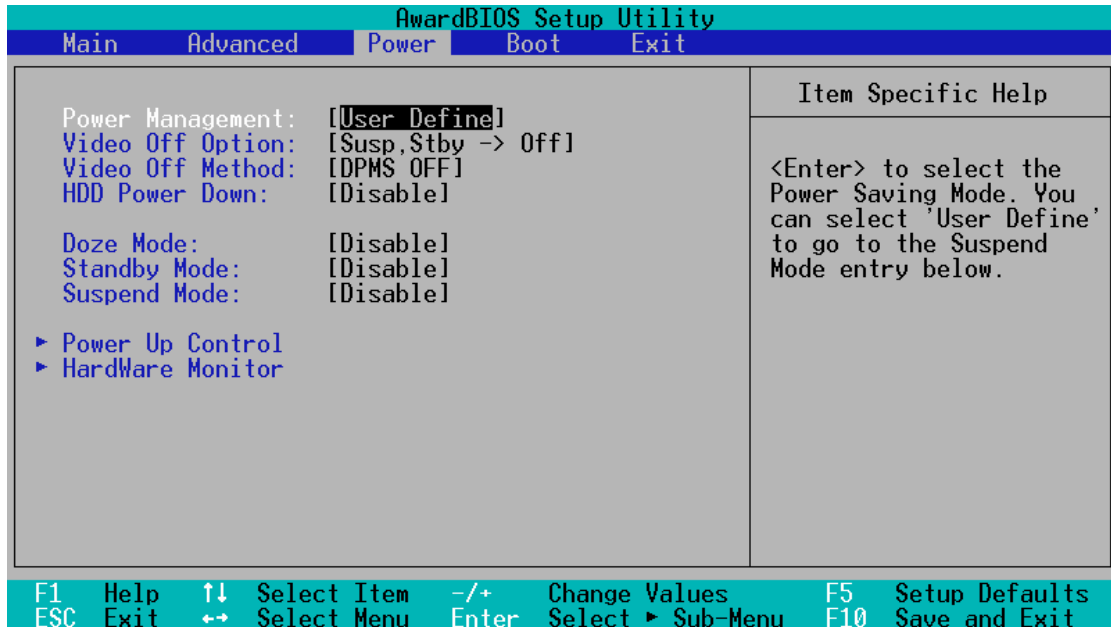 AwardBIOS Setup Utility
Main Advanced Power Boot Exit
Power Management: [User Define]
Video Off Option: [Susp,Stby -> Off]
Video Off Method: [DPMS OFF]
HDD Power Down: [Disable]
Doze Mode: [Disable]
Standby Mode: [Disable]
Suspend Mode: [Disable]
► Power Up Control
► HardWare Monitor
Item Specific Help
<Enter> to select the
Power Saving Mode. You
can select 'User Define'
to go to the Suspend
Mode entry below.
F1 Help ↑↓ Select Item -/+ Change Values F5 Setup Defaults
ESC Exit ←→ Select Menu Enter Select ► Sub-Menu F10 Save and Exit